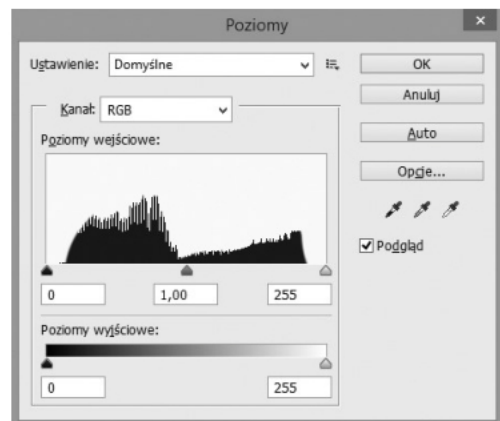 Poziomy
Ustawienie: Domyślne
OK
Anuluj
Kanał: RGB
Auto
Poziomy wejściowe:
Opcje...
Podgląd
0 1,00 255
Poziomy wyjściowe:
0 255